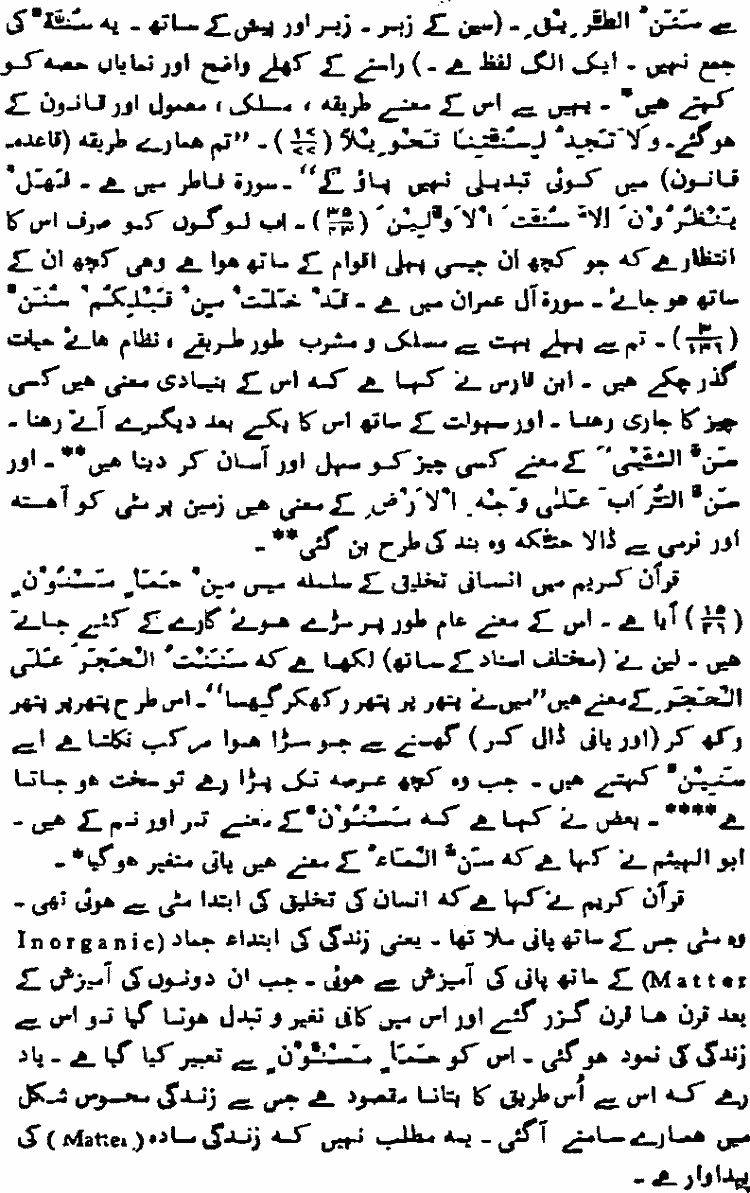 سے سَنَنُ الطَّرِیْقِ ۔ (سین کے زبر ۔ زیر اور پیش کے ساتھ ۔ یہ سُنَّۃٌ کی
جمع نہیں ۔ ایک الگ لفظ ہے ۔) راستے کے کھلے واضح اور نمایاں حصہ کو
کہتے ہیں* ۔ یہیں سے اس کے معنے طریقہ ، مسلک ، معمول اور قانون کے
ہوگئے۔ وَلَا تَجِدُ لِسُنَّتِنَا تَحْوِیْلًا (۱۷/۷۷) ۔ ”تم ہمارے طریقہ (قاعدہ۔
قانون) میں کوئی تبدیلی نہیں پاؤ گے“ ۔ سورۃ فاطر میں ہے ۔ فَهَلْ
یَنْظُرُوْنَ اِلَّا سُنَّتَ الْاَوَّلِیْنَ (۳۵/۴۳) ۔ اب لوگوں کو صرف اس کا
انتظار ہے کہ جو کچھ ان جیسی پہلی اقوام کے ساتھ ہوا ہے وہی کچھ ان کے
ساتھ ہو جائے ۔ سورۃ آل عمران میں ہے ۔ قَدْ خَلَتْ مِنْ قَبْلِکُمْ سُنَنٌ
(۳/۱۳۶) ۔ تم سے پہلے بہت سے مسلک و مشرب طور طریقے ، نظام ہائے حیات
گذر چکے ہیں ۔ ابن فارس نے کہا ہے کہ اس کے بنیادی معنی ہیں کسی
چیز کا جاری رہنا ۔ اور سہولت کے ساتھ اس کا یکے بعد دیگرے آتے رہنا ۔
سَنُّ الشَّیْءِ کے معنے کسی چیز کو سہل اور آسان کر دینا ہیں** ۔ اور
سَنَّ التُّرَابَ عَلٰی وَجْهِ الْاَرْضِ کے معنی ہیں زمین پر مٹی کو آہستہ
اور نرمی سے ڈالا حتّٰکہ وہ بند کی طرح بن گئی** ۔
قرآن کریم میں انسانی تخلیق کے سلسلہ میں مِنْ حَمَاٍ مَسْنُوْنٍ
(۱۵/۲۶) آیا ہے ۔ اس کے معنے عام طور پر سڑے ہوئے گارے کے کئیے جاتے
ہیں ۔ لین نے (مختلف اسناد کے ساتھ) لکھا ہے کہ سَنَنْتُ الْحَجَرَ عَلَی
الْحَجَرِ کے معنے ہیں ”میں نے پتھر پر پتھر رکھکر گھسا“ ۔ اس طرح پتھر پر پتھر
رکھ کر (اور پانی ڈال کر) گھسنے سے جو سڑا ہوا مرکب نکلتا ہے اسے
سَنِیْنٌ کہتے ہیں ۔ جب وہ کچھ عرصہ تک پڑا رہے تو سخت ہو جاتا
ہے**** ۔ بعض نے کہا ہے کہ مَسْنُوْنٌ کے معنے تر اور نم کے ہیں ۔
ابو الہیثم نے کہا ہے کہ سُنَّ الْمَاءُ کے معنے ہیں پانی متغیر ہو گیا* ۔
قرآن کریم نے کہا ہے کہ انسان کی تخلیق کی ابتدا مٹی سے ہوئی تھی ۔
وہ مٹی جس کے ساتھ پانی ملا تھا ۔ یعنی زندگی کی ابتداء جماد (Inorganic
Matter) کے ساتھ پانی کی آمیزش سے ہوئی ۔ جب ان دونوں کی آمیزش کے
بعد قرن ہا قرن گزر گئے اور اس میں کافی تغیر و تبدل ہوتا گیا تو اس سے
زندگی کی نمود ہو گئی ۔ اس کو حَمَاٍ مَسْنُوْنٍ سے تعبیر کیا گیا ہے ۔ یاد
رہے کہ اس سے اُس طریق کا بتانا مقصود ہے جس سے زندگی محسوس شکل
میں ہمارے سامنے آ گئی ۔ یہ مطلب نہیں کہ زندگی مادہ (Matter) کی
پیداوار ہے ۔